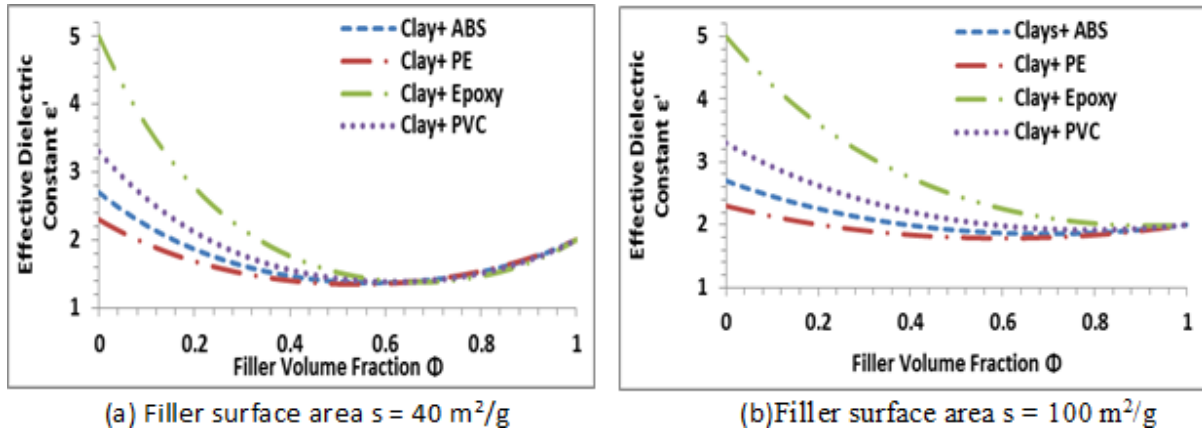 Effective Dielectric
Constant ε'
5
4
3
2
1
0
0.2
0.4
0.6
0.8
1
Filler Volume Fraction Φ
Clay+ ABS
Clay+ PE
Clay+ Epoxy
Clay+ PVC
(a) Filler surface area s = 40 m²/g
Effective Dielectric
Constant ε'
5
4
3
2
1
0
0.2
0.4
0.6
0.8
1
Filler Volume Fraction Φ
Clays+ ABS
Clay+ PE
Clay+ Epoxy
Clay+ PVC
(b)Filler surface area s = 100 m²/g